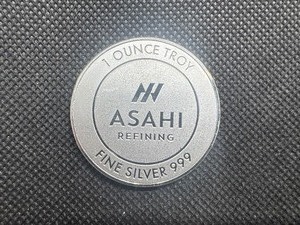 1 OUNCE TROY
ASAHI
REFINING
FINE SILVER 999